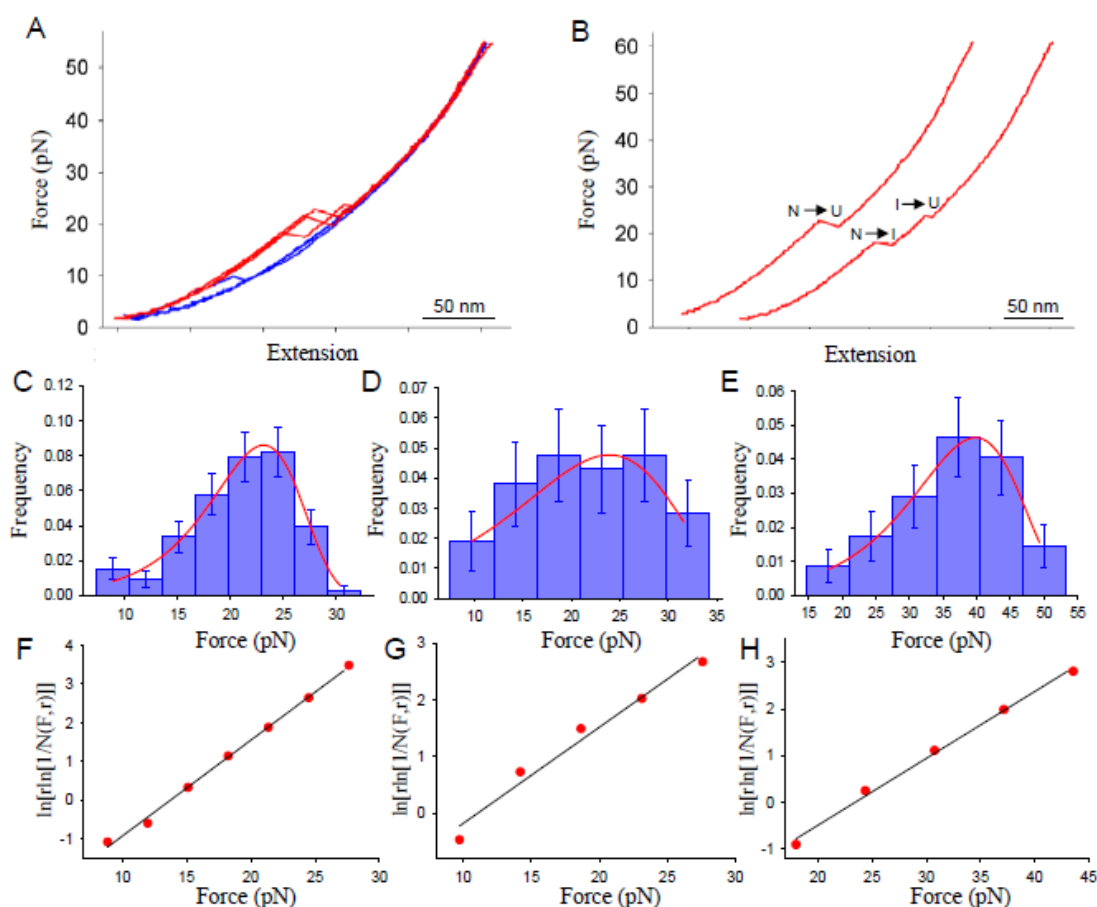 A
Force (pN)
50
40
30
20
10
0
50 nm
Extension
B
Force (pN)
60
50
40
30
20
10
0
N→U
I→U
N→I
50 nm
Extension
C
Frequency
0.12
0.10
0.08
0.06
0.04
0.02
0.00
10 15 20 25 30
Force (pN)
D
Frequency
0.07
0.06
0.05
0.04
0.03
0.02
0.01
0.00
10 15 20 25 30 35
Force (pN)
E
Frequency
0.06
0.05
0.04
0.03
0.02
0.01
0.00
15 20 25 30 35 40 45 50 55
Force (pN)
F
ln[rln[1/N(F,r)]]
4
3
2
1
0
-1
10 15 20 25 30
Force (pN)
G
ln[rln[1/N(F,r)]]
3
2
1
0
10 15 20 25 30
Force (pN)
H
ln[rln[1/N(F,r)]]
3
2
1
0
-1
20 25 30 35 40 45
Force (pN)